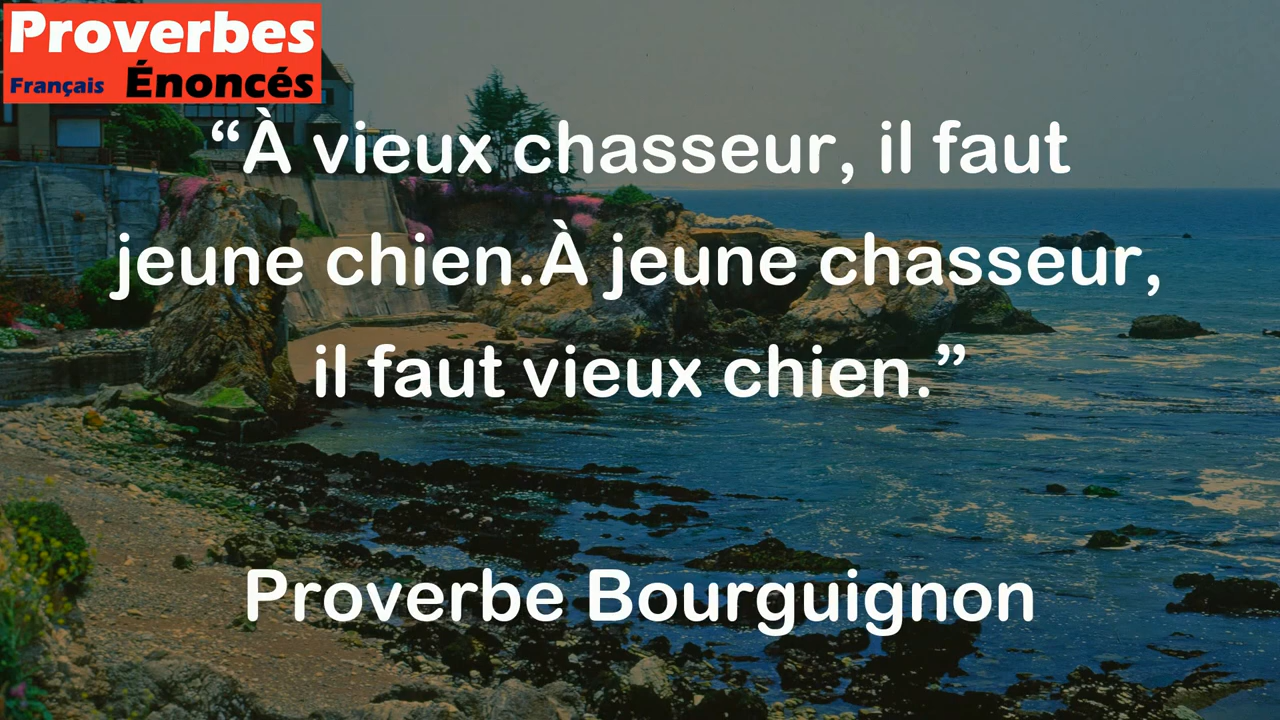 Proverbes
Français Énoncés
“À vieux chasseur, il faut
jeune chien.À jeune chasseur,
il faut vieux chien.”
Proverbe Bourguignon